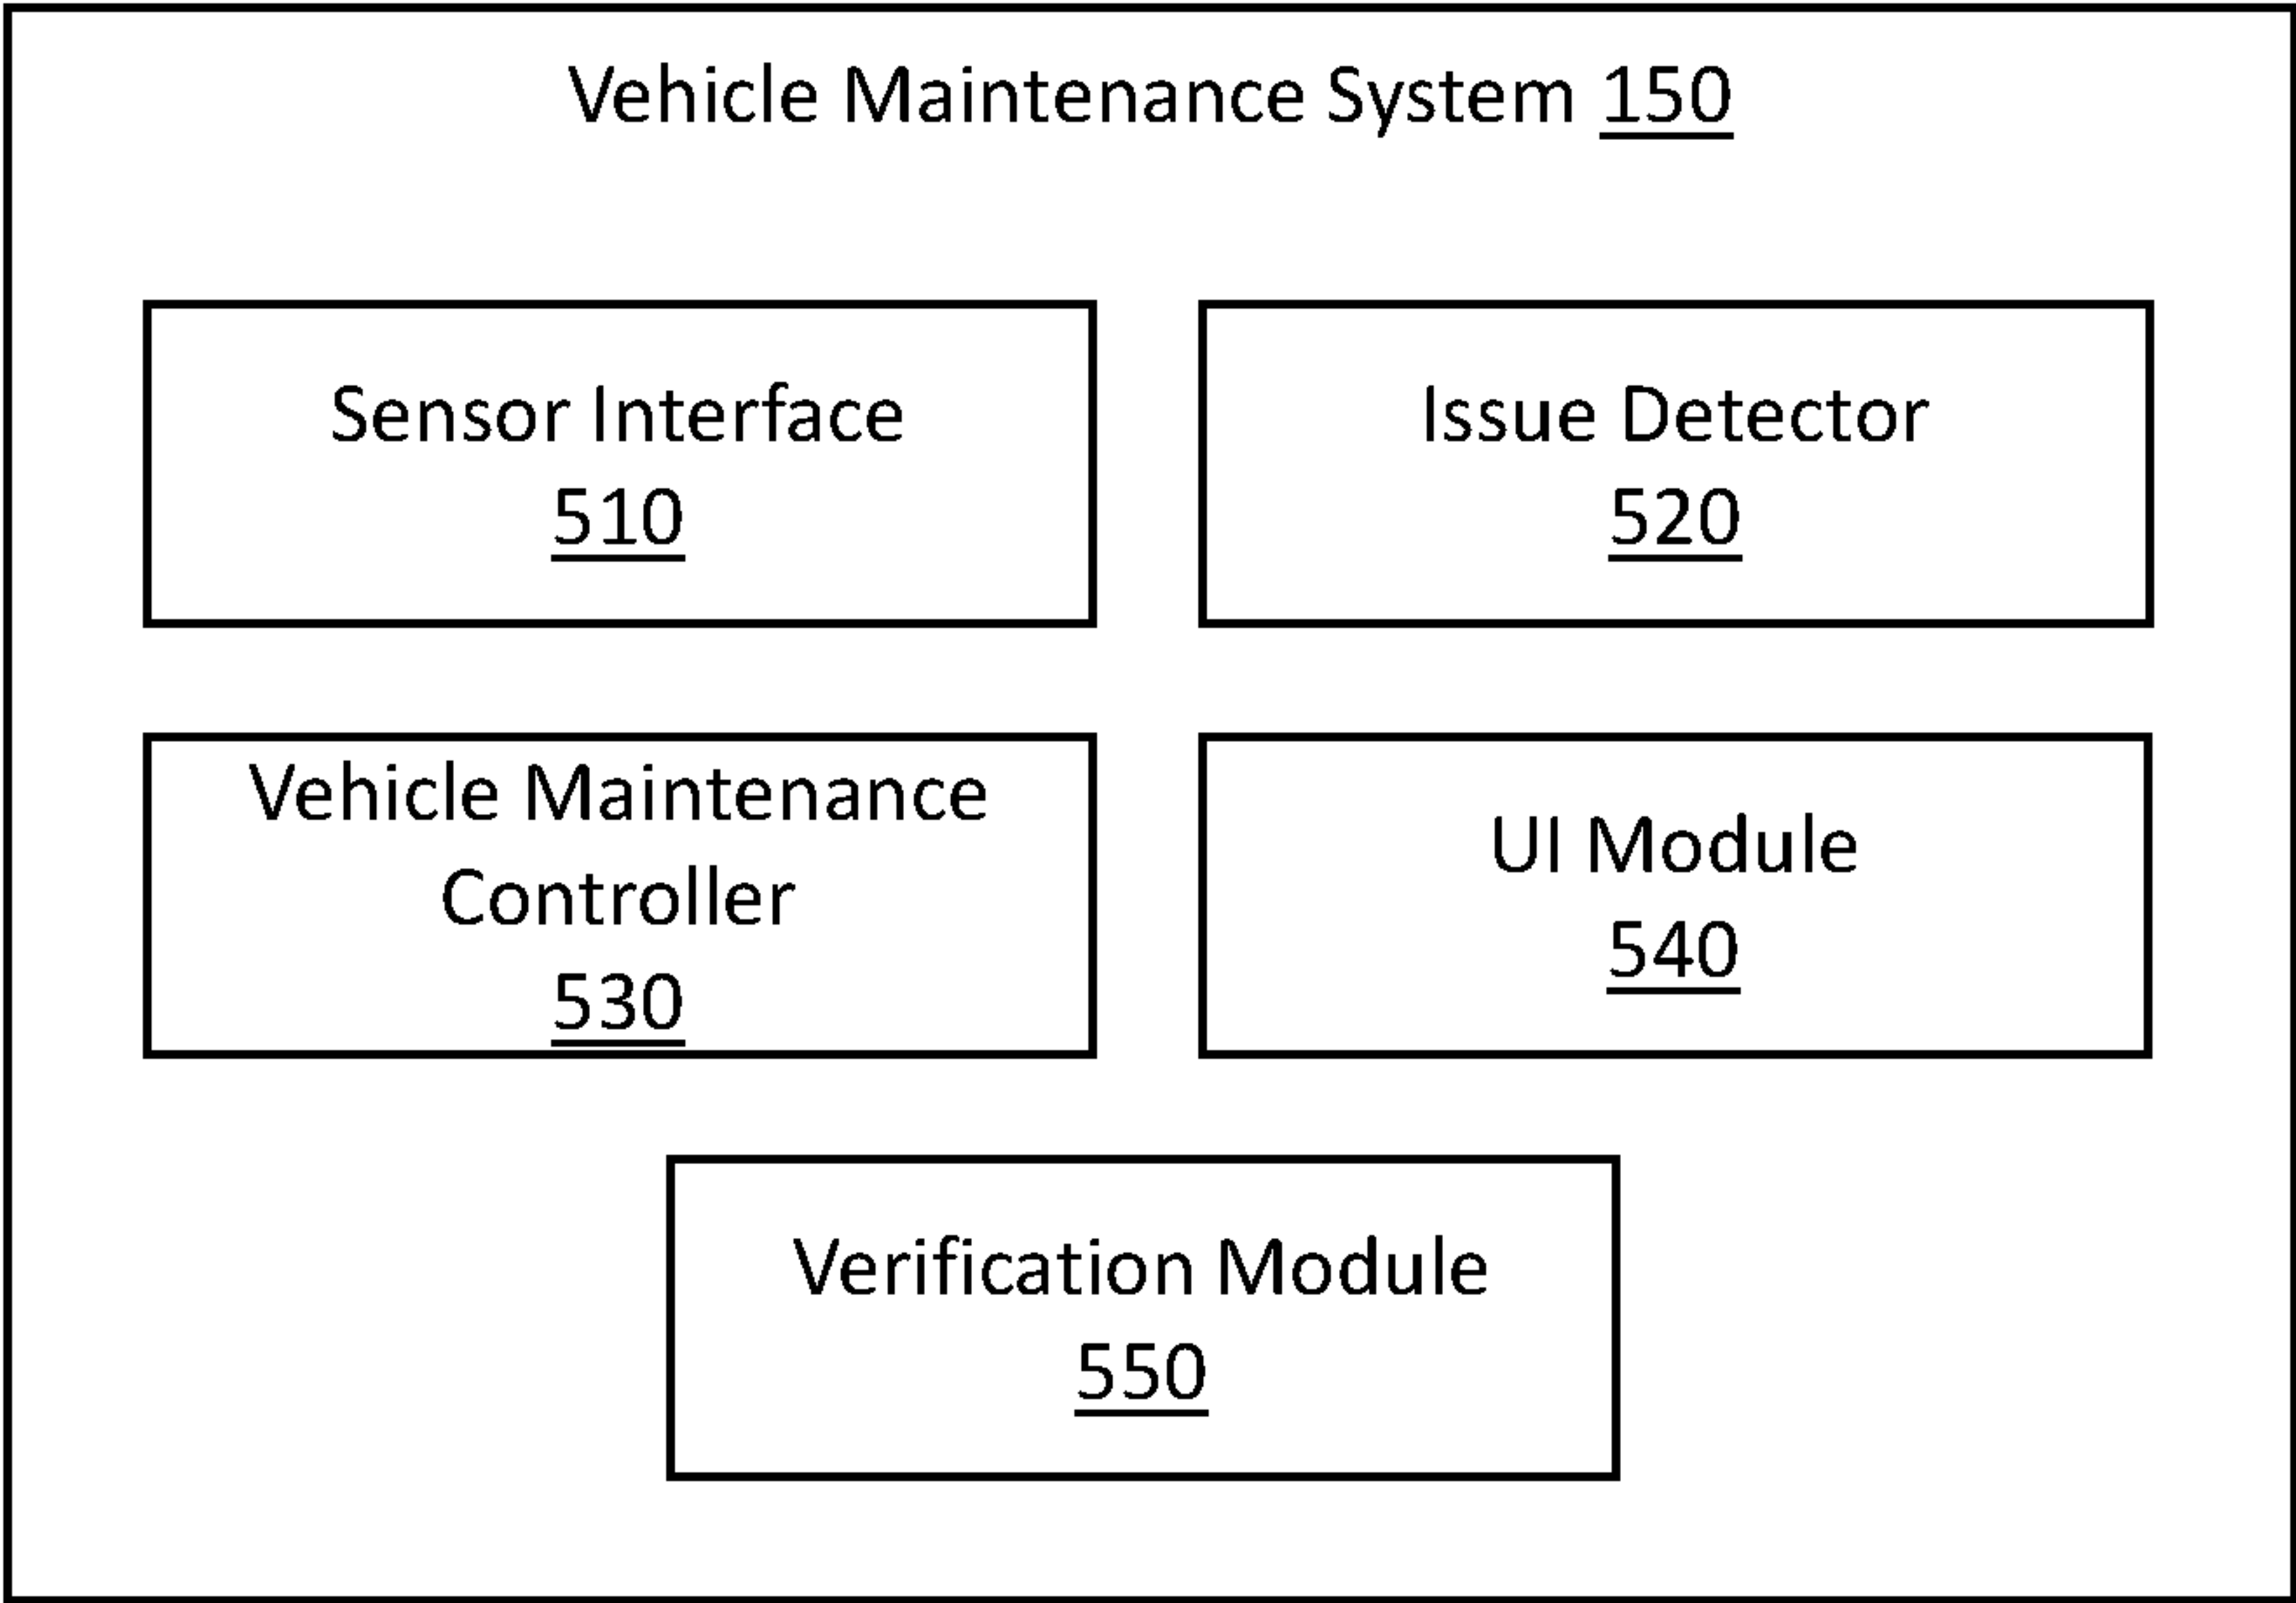 Vehicle Maintenance System 150
Sensor Interface
510
Issue Detector
520
Vehicle Maintenance
Controller
530
UI Module
540
Verification Module
550